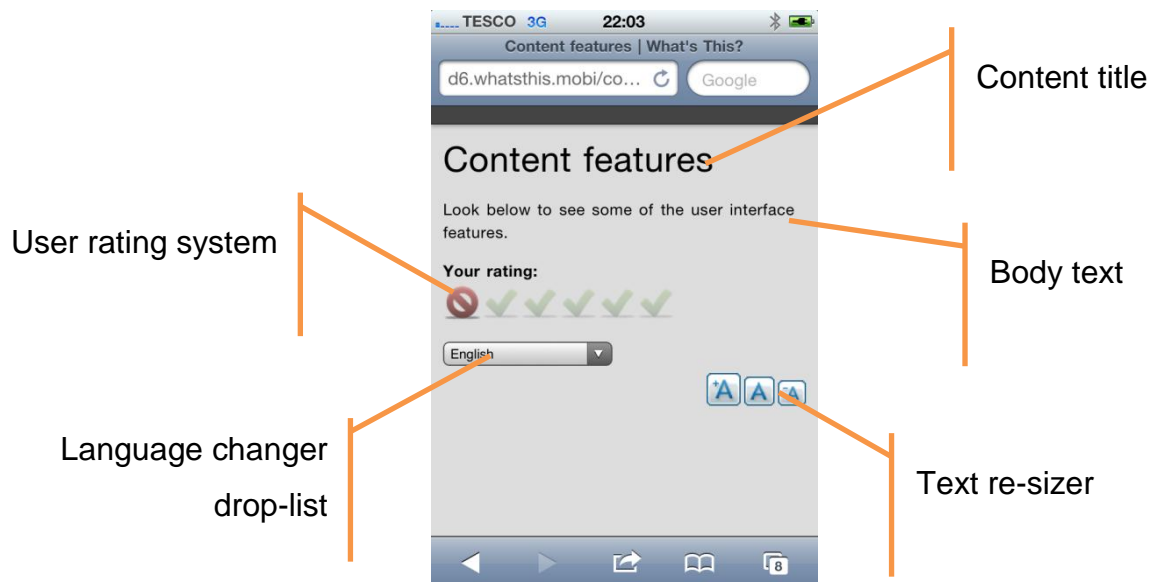 TESCO 3G 22:03
Content features | What's This?
d6.whatsthis.mobi/co... Google
Content title
Content features
Look below to see some of the user interface
features.
User rating system
Body text
Your rating:
English
+A A -A
Language changer
drop-list
Text re-sizer
8